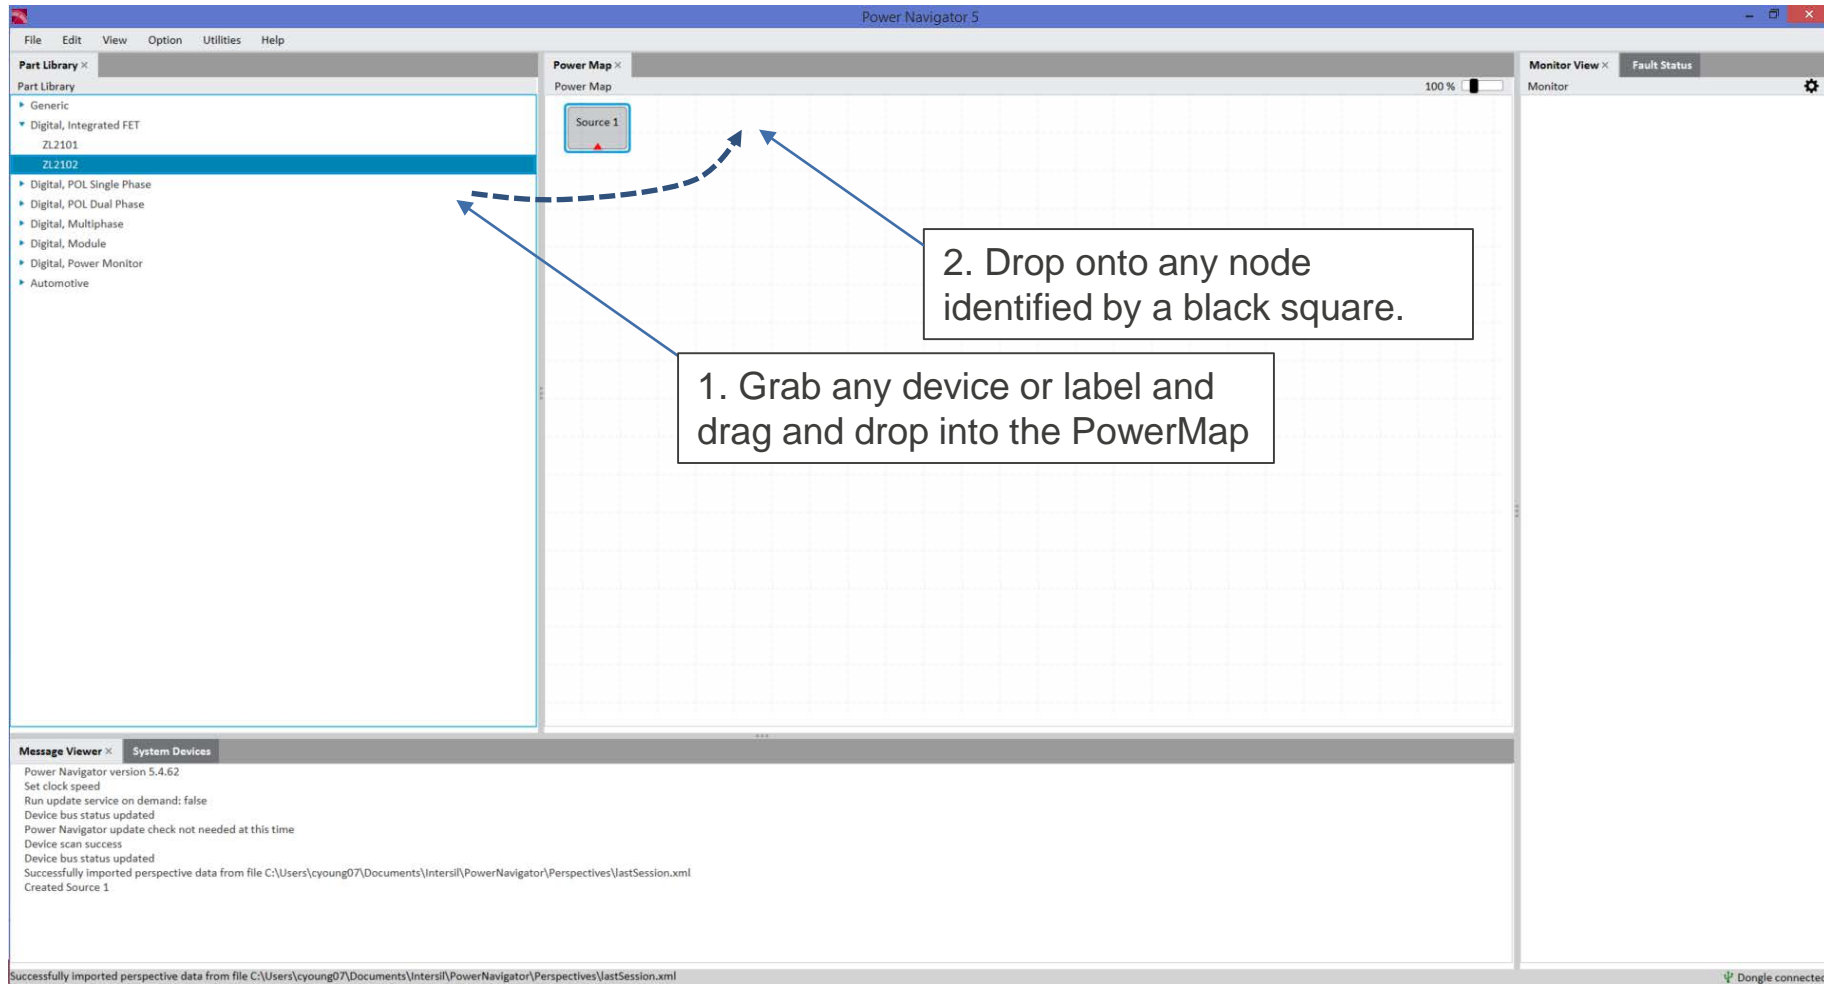 Power Navigator 5
File Edit View Option Utilities Help
Part Library
Part Library
Generic
Digital, Integrated FET
ZL2101
ZL2102
Digital, POL Single Phase
Digital, POL Dual Phase
Digital, Multiphase
Digital, Module
Digital, Power Monitor
Automotive
Power Map
Power Map
100 %
Source 1
2. Drop onto any node
identified by a black square.
1. Grab any device or label and
drag and drop into the PowerMap
Monitor View Fault Status
Monitor
Message Viewer System Devices
Power Navigator version 5.4.62
Set clock speed
Run update service on demand: false
Device bus status updated
Power Navigator update check not needed at this time
Device scan success
Device bus status updated
Successfully imported perspective data from file C:\Users\cyoung07\Documents\Intersil\PowerNavigator\Perspectives\lastSession.xml
Created Source 1
Successfully imported perspective data from file C:\Users\cyoung07\Documents\Intersil\PowerNavigator\Perspectives\lastSession.xml
Dongle connected